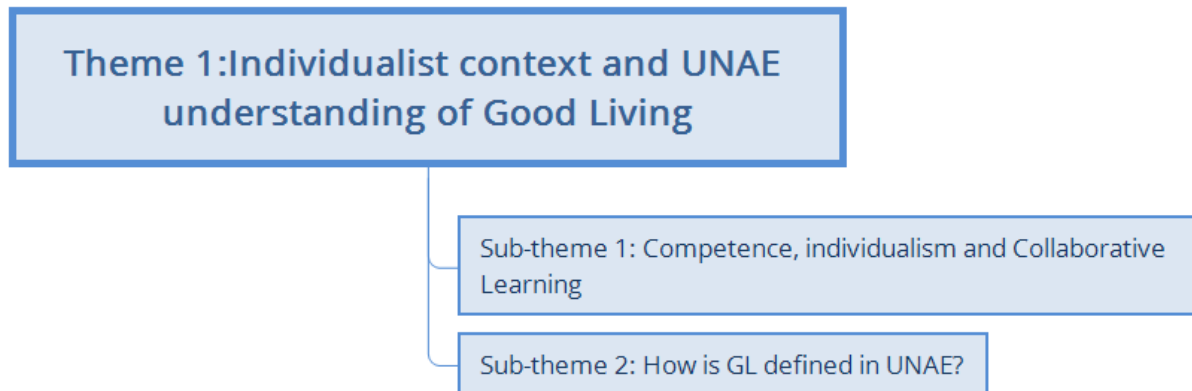 Theme 1:Individualist context and UNAE
understanding of Good Living
Sub-theme 1: Competence, individualism and Collaborative
Learning
Sub-theme 2: How is GL defined in UNAE?